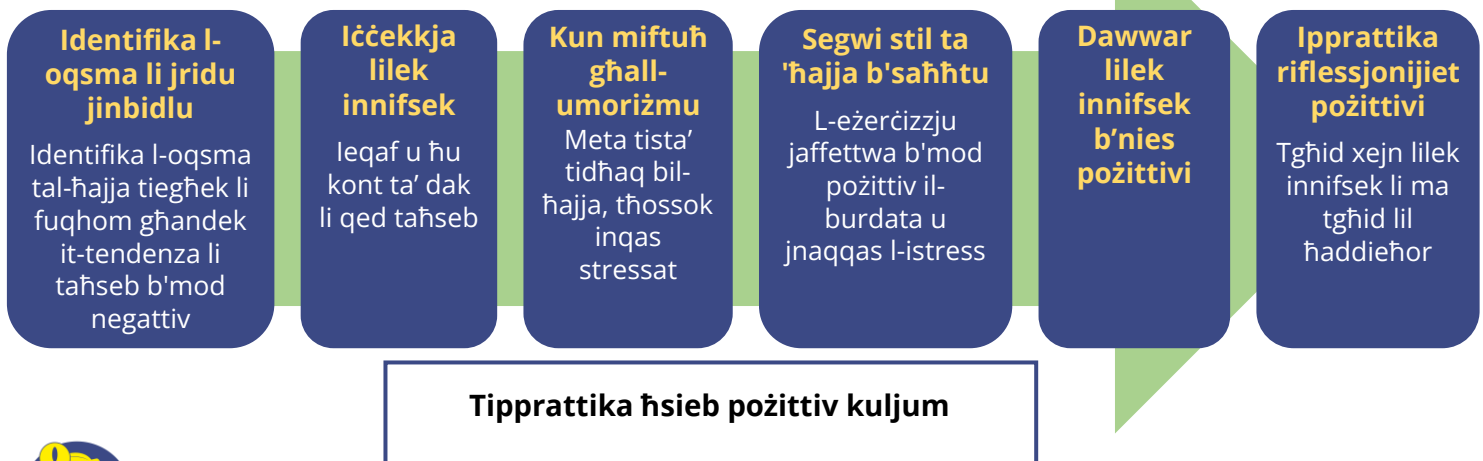 Identifika l-
oqsma li jridu
jinbidlu
Identifika l-oqsma
tal-ħajja tiegħek li
fuqhom għandek
it-tendenza li
taħseb b'mod
negattiv
Iċċekkja
lilek
innifsek
Ieqaf u ħu
kont ta’ dak
li qed taħseb
Kun miftuħ
għall-
umoriżmu
Meta tista’
tidħaq bil-
ħajja, tħossok
inqas
stressat
Segwi stil ta
'ħajja b'saħħtu
L-eżerċizzju
jaffettwa b'mod
pożittiv il-
burdata u
jnaqqas l-istress
Dawwar
lilek
innifsek
b’nies
pożittivi
Ipprattika
riflessjonijiet
pożittivi
Tgħid xejn lilek
innifsek li ma
tgħid lil
ħaddieħor
Tipprattika ħsieb pożittiv kuljum